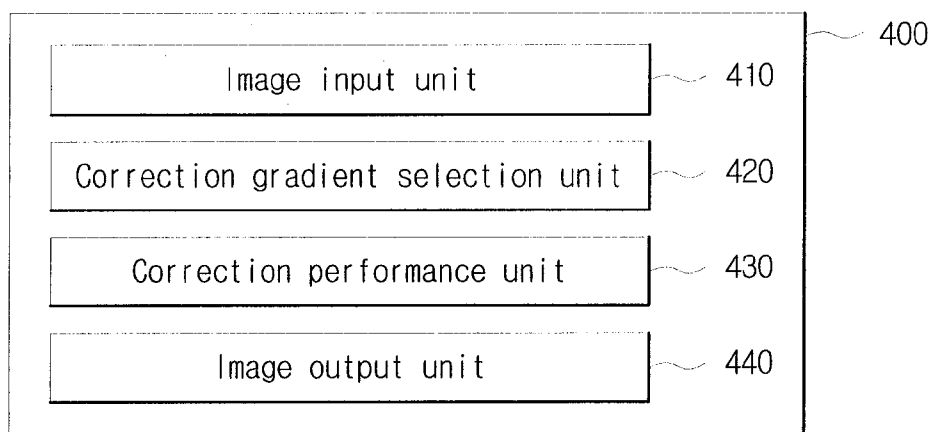 400
Image input unit 410
Correction gradient selection unit 420
Correction performance unit 430
Image output unit 440